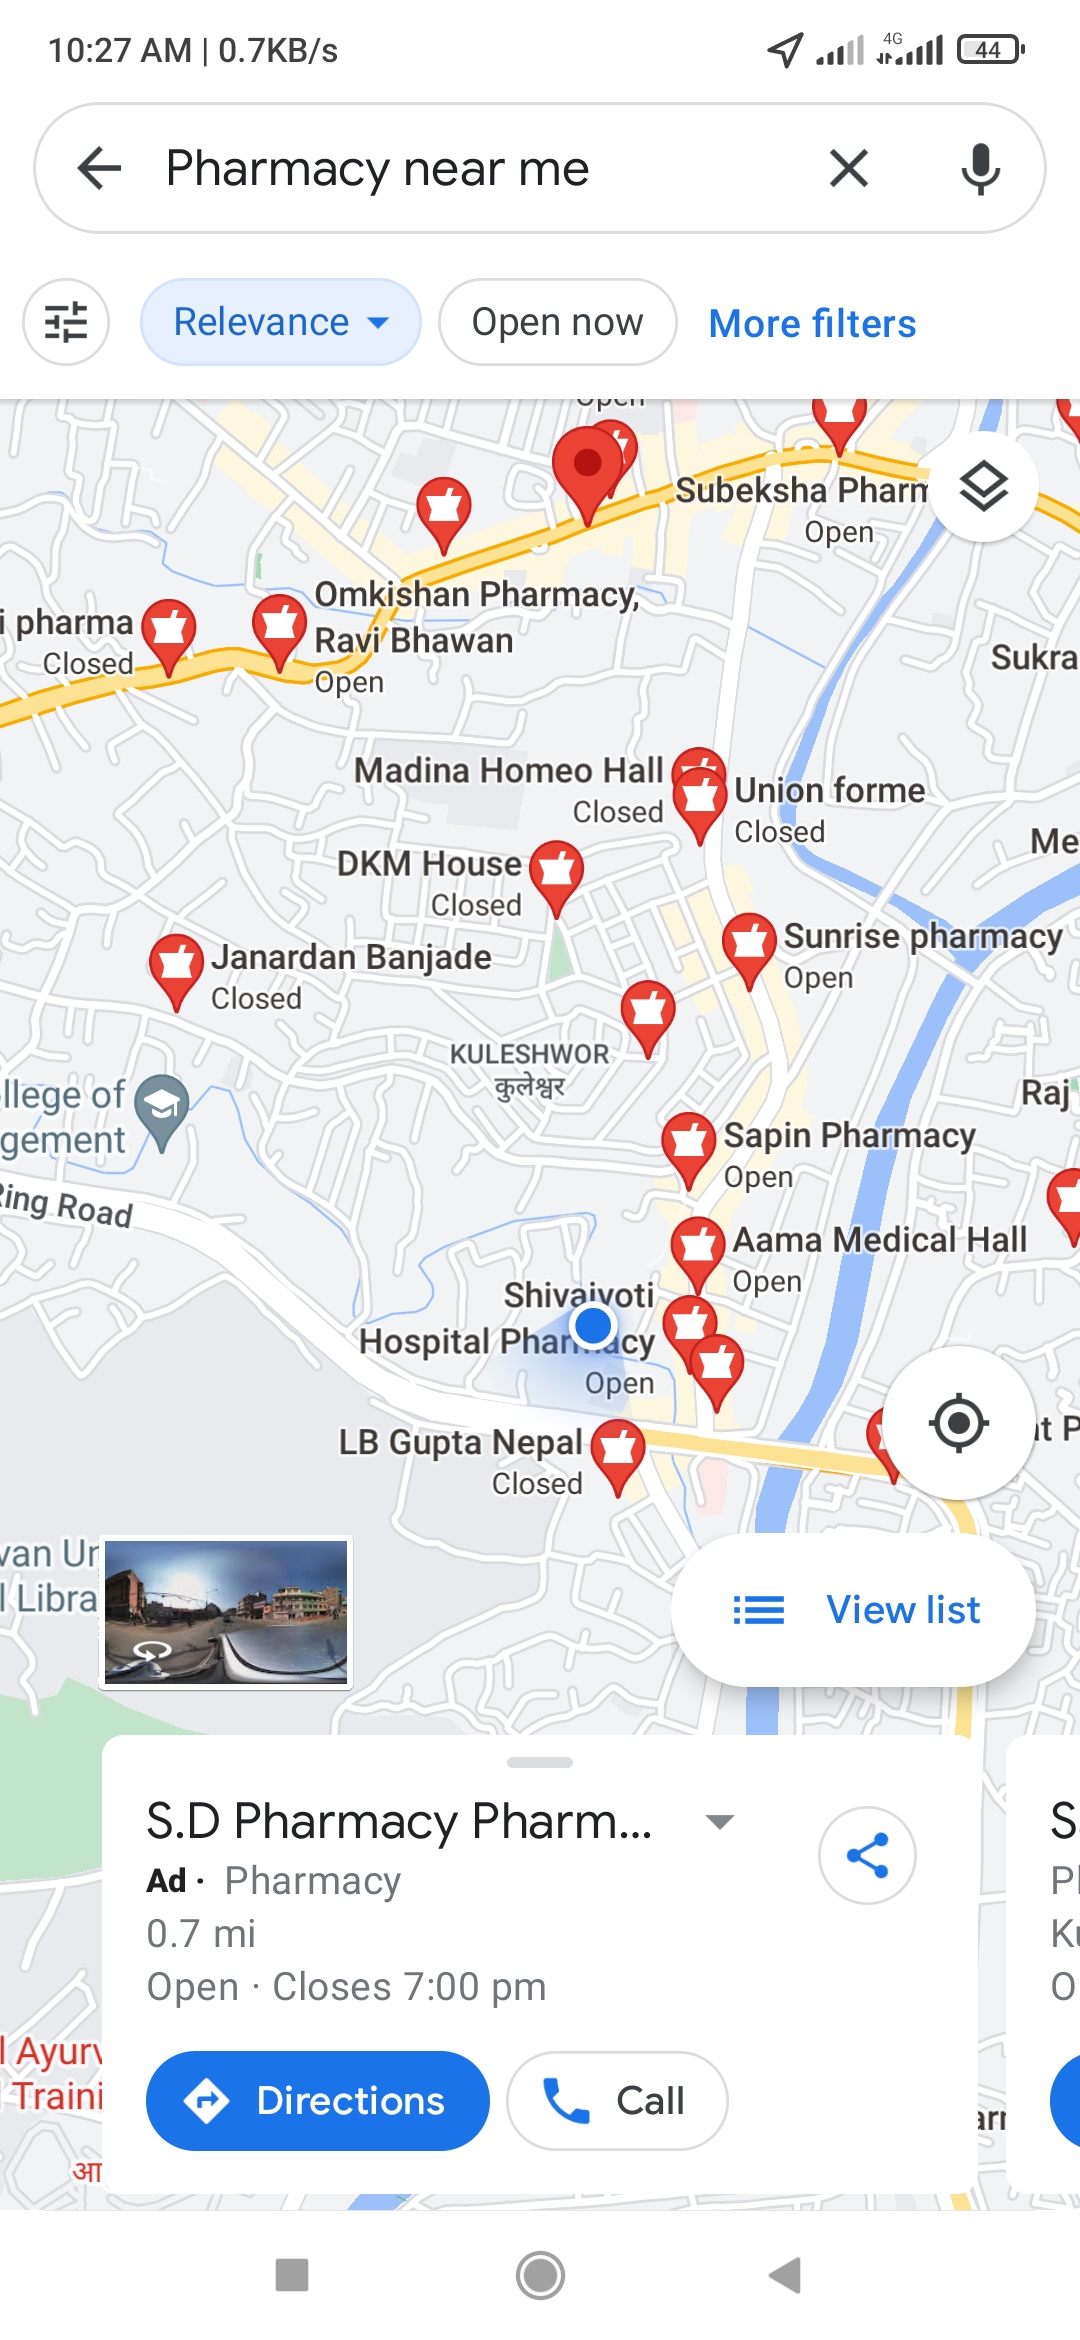 10:27 AM | 0.7KB/s
4G
44
Pharmacy near me
Relevance
Open now
More filters
Open
Subeksha Pharm
Open
Omkishan Pharmacy,
Ravi Bhawan
Open
i pharma
Closed
Sukra
Madina Homeo Hall
Closed
Union forme
Closed
Me
DKM House
Closed
Sunrise pharmacy
Open
Janardan Banjade
Closed
KULESHWOR
कुलेश्वर
llege of
gement
Raj
Sapin Pharmacy
Open
Ring Road
Aama Medical Hall
Open
Shivajyoti
Hospital Pharmacy
Open
at P
LB Gupta Nepal
Closed
van Un
l Libra
View list
S.D Pharmacy Pharm...
Ad · Pharmacy
0.7 mi
Open · Closes 7:00 pm
Directions
Call
S.
Pl
Ku
O
l Ayurv
Traini
arn
आ